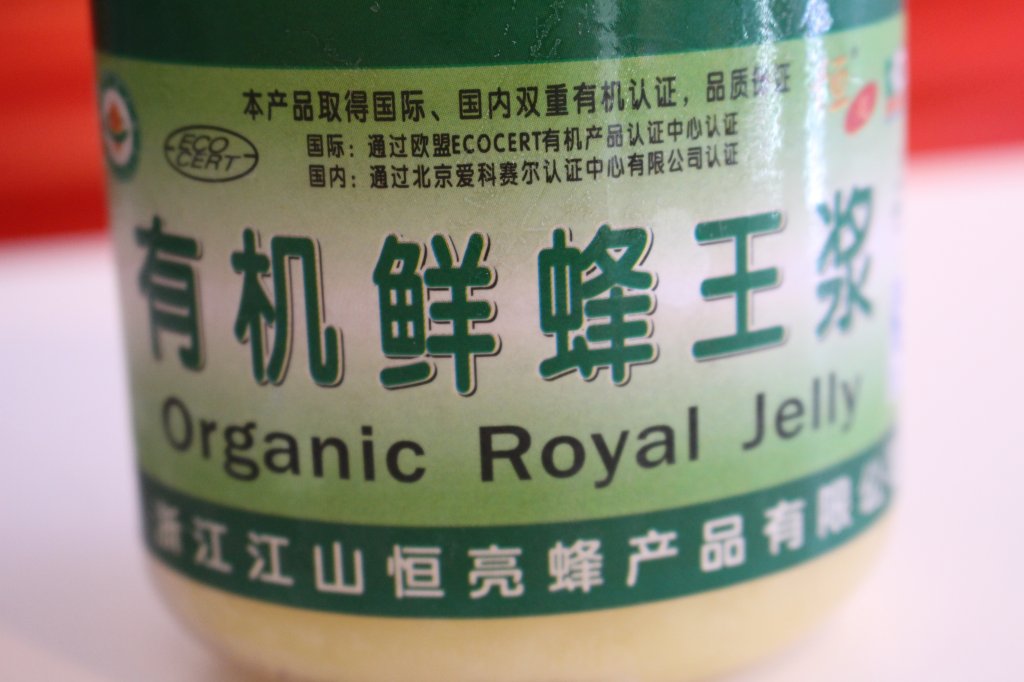 本产品取得国际、国内双重有机认证，品质认证
ECO
CERT
国际：通过欧盟ECOCERT有机产品认证中心认证
国内：通过北京爱科赛尔认证中心有限公司认证
有机鲜蜂王浆
Organic Royal Jelly
浙江江山恒亮蜂产品有限公